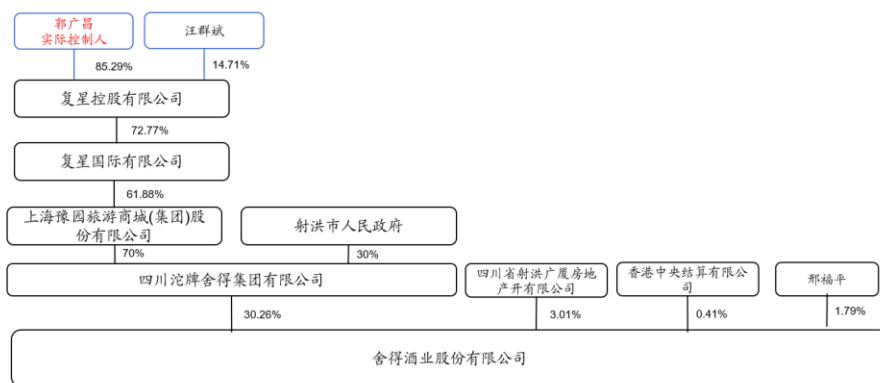 郭广昌
实际控制人
汪群斌
85.29%
14.71%
复星控股有限公司
72.77%
复星国际有限公司
61.88%
上海豫园旅游商城(集团)股
份有限公司
射洪市人民政府
70%
30%
四川沱牌舍得集团有限公司
四川省射洪广厦房地
产开有限公司
香港中央结算有限公
司
邢福平
30.26%
3.01%
0.41%
1.79%
舍得酒业股份有限公司